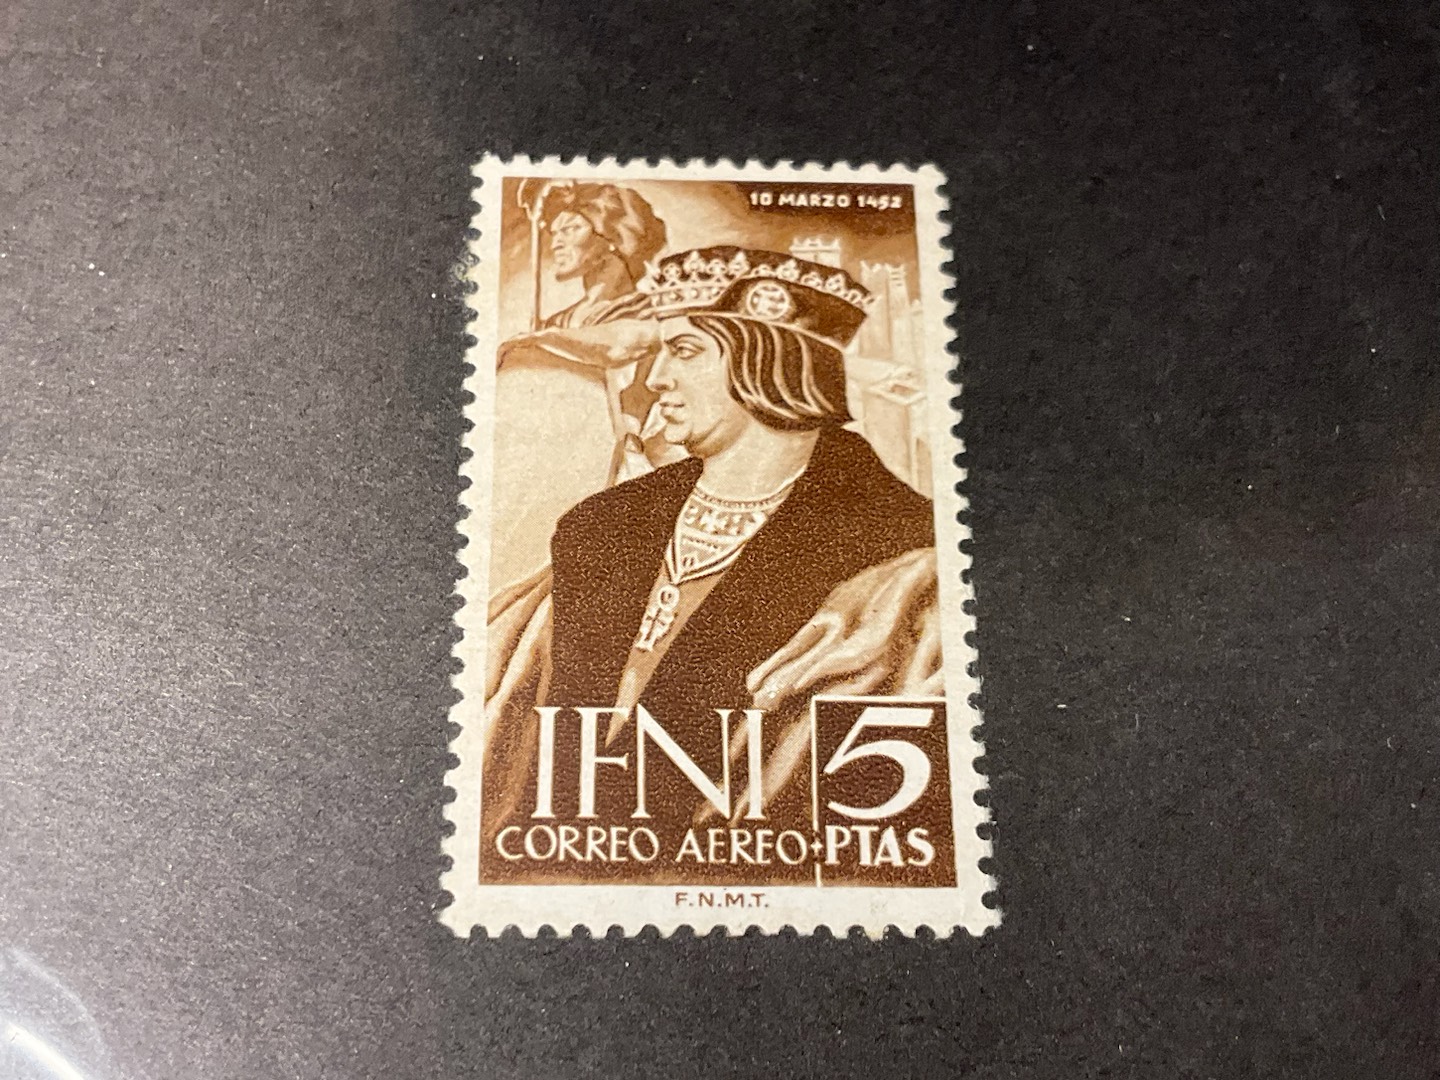 10 MARZO 1452
IFNI 5
CORREO AEREO + PTAS
F.N.M.T.